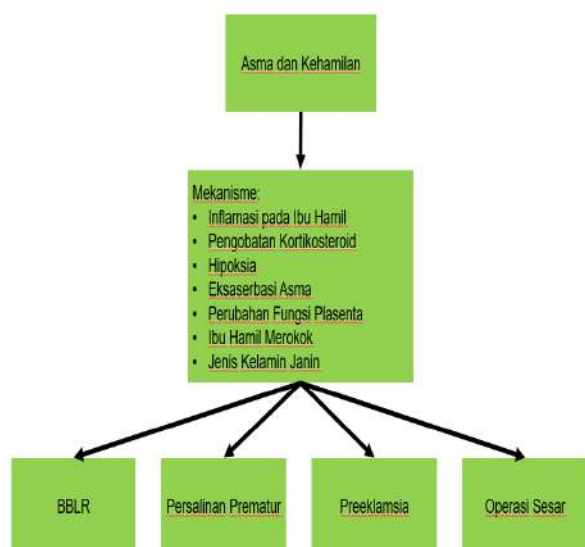 Asma dan Kehamilan
Mekanisme:
• Inflamasi pada Ibu Hamil
• Pengobatan Kortikosteroid
• Hipoksia
• Eksaserbasi Asma
• Perubahan Fungsi Plasenta
• Ibu Hamil Merokok
• Jenis Kelamin Janin
BBLR
Persalinan Prematur
Preeklamsia
Operasi Sesar